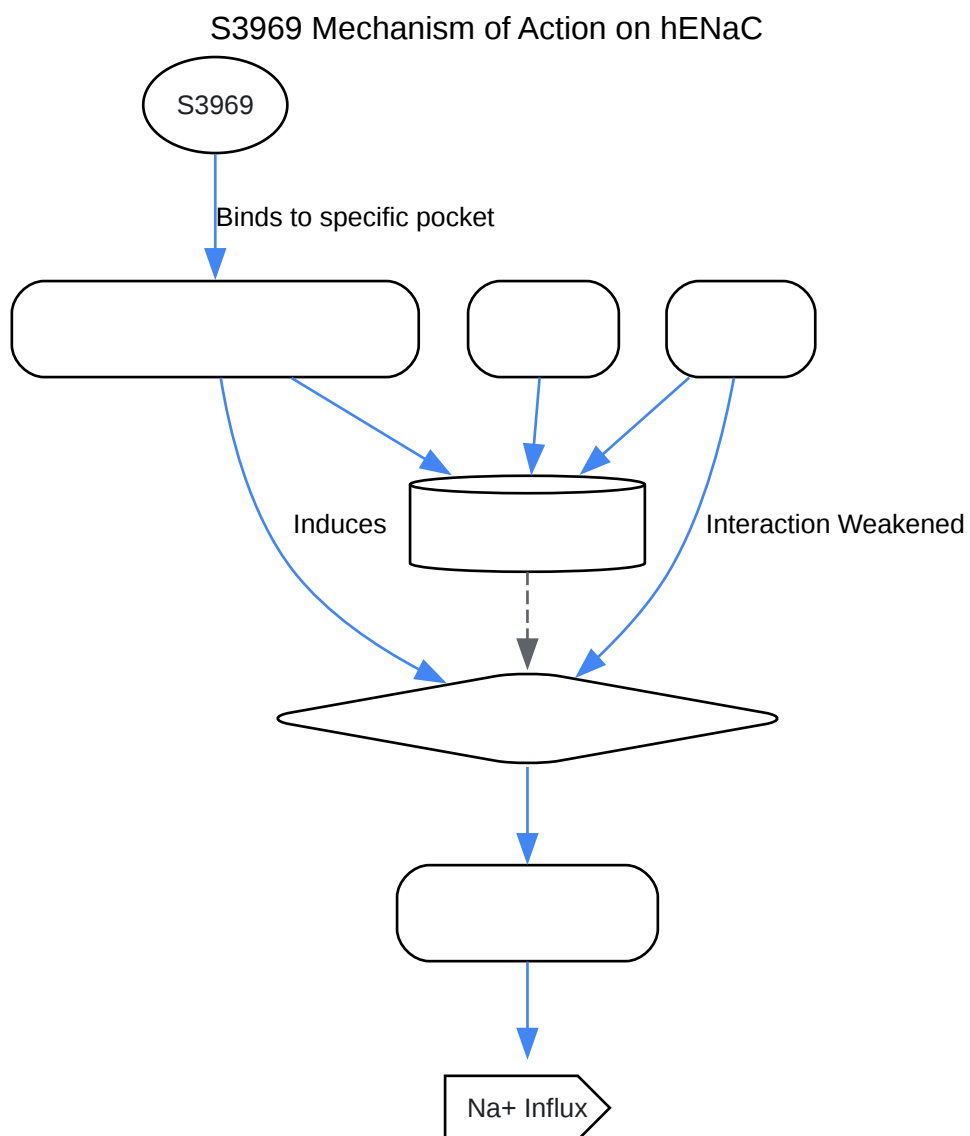 S3969 Mechanism of Action on hENaC
S3969
Binds to specific pocket
Induces
Interaction Weakened
Na+ Influx